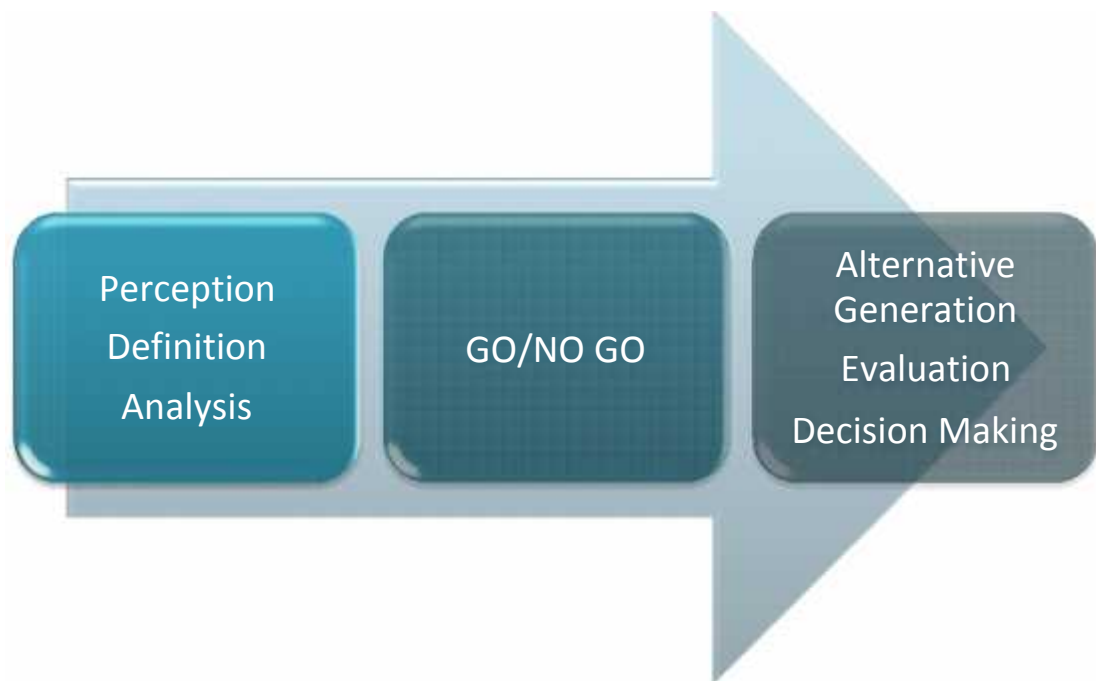 Perception
Definition
Analysis
GO/NO GO
Alternative
Generation
Evaluation
Decision Making